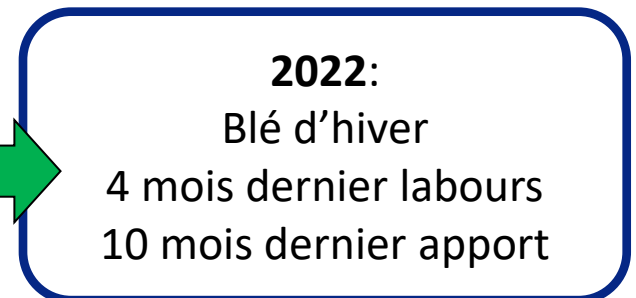 2022:
Blé d’hiver
4 mois dernier labours
10 mois dernier apport